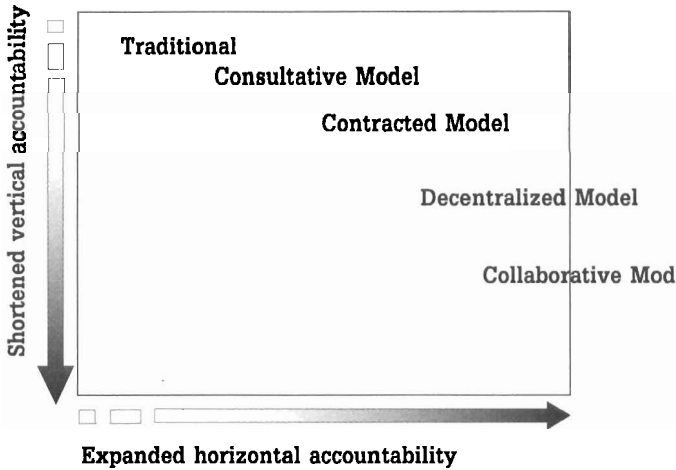 Shortened vertical accountability
Traditional
Consultative Model
Contracted Model
Decentralized Model
Collaborative Mod
Expanded horizontal accountability